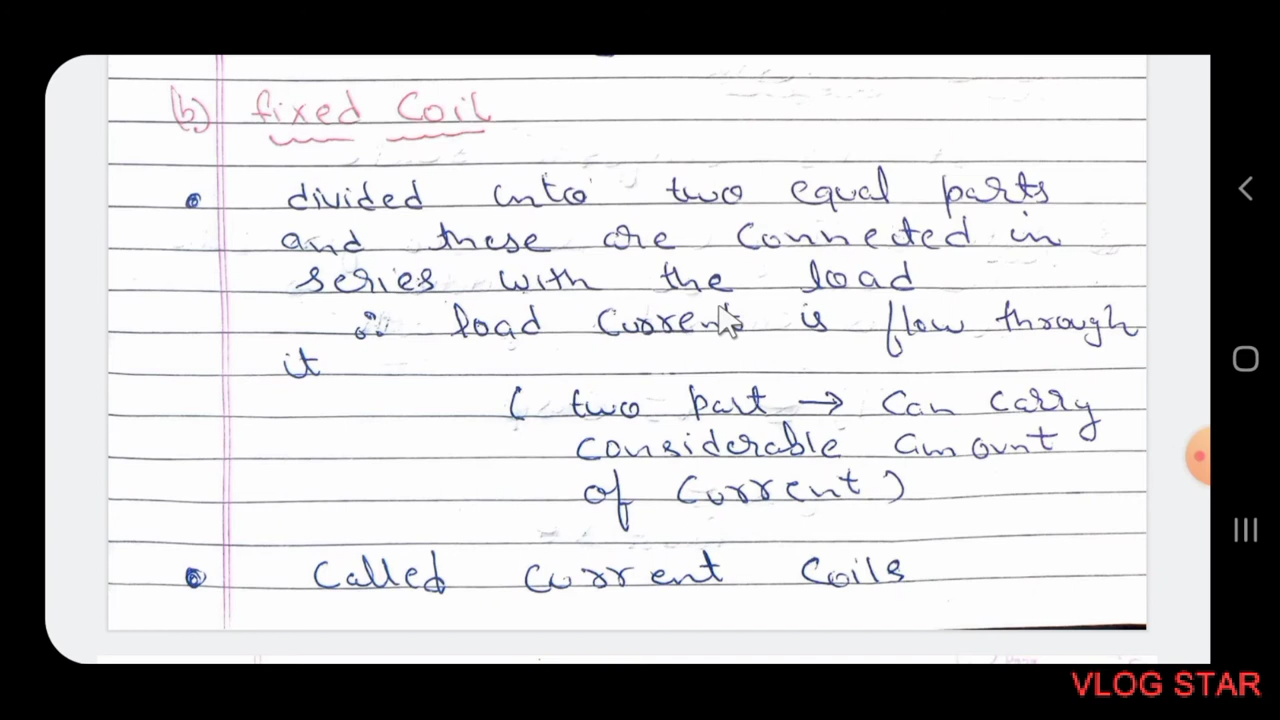 (b) fixed Coil
• divided into two equal parts
and these are connected in
series with the load
∴ load current is flow through
it
( two part → can carry
considerable amount
of current )
• Called current coils
VLOG STAR